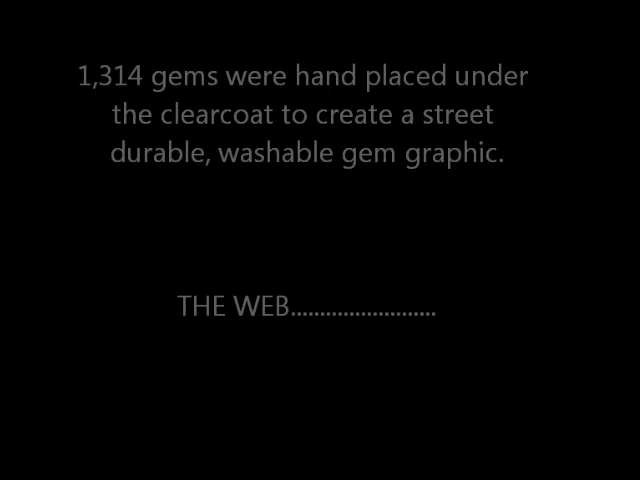 1,314 gems were hand placed under
the clearcoat to create a street
durable, washable gem graphic.
THE WEB.........................